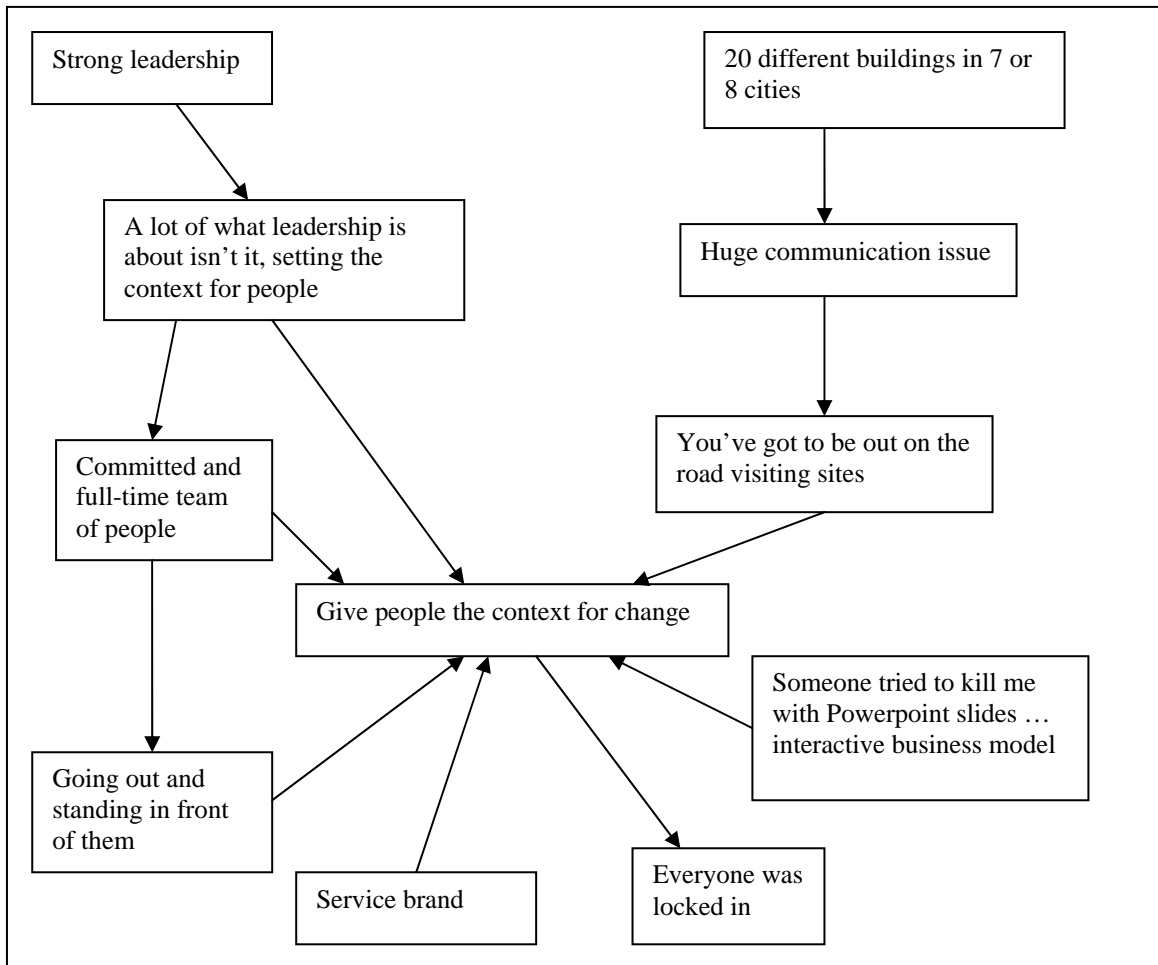 Strong leadership
20 different buildings in 7 or
8 cities
A lot of what leadership is
about isn’t it, setting the
context for people
Huge communication issue
You’ve got to be out on the
road visiting sites
Committed and
full-time team
of people
Give people the context for change
Someone tried to kill me
with Powerpoint slides …
interactive business model
Going out and
standing in front
of them
Service brand
Everyone was
locked in